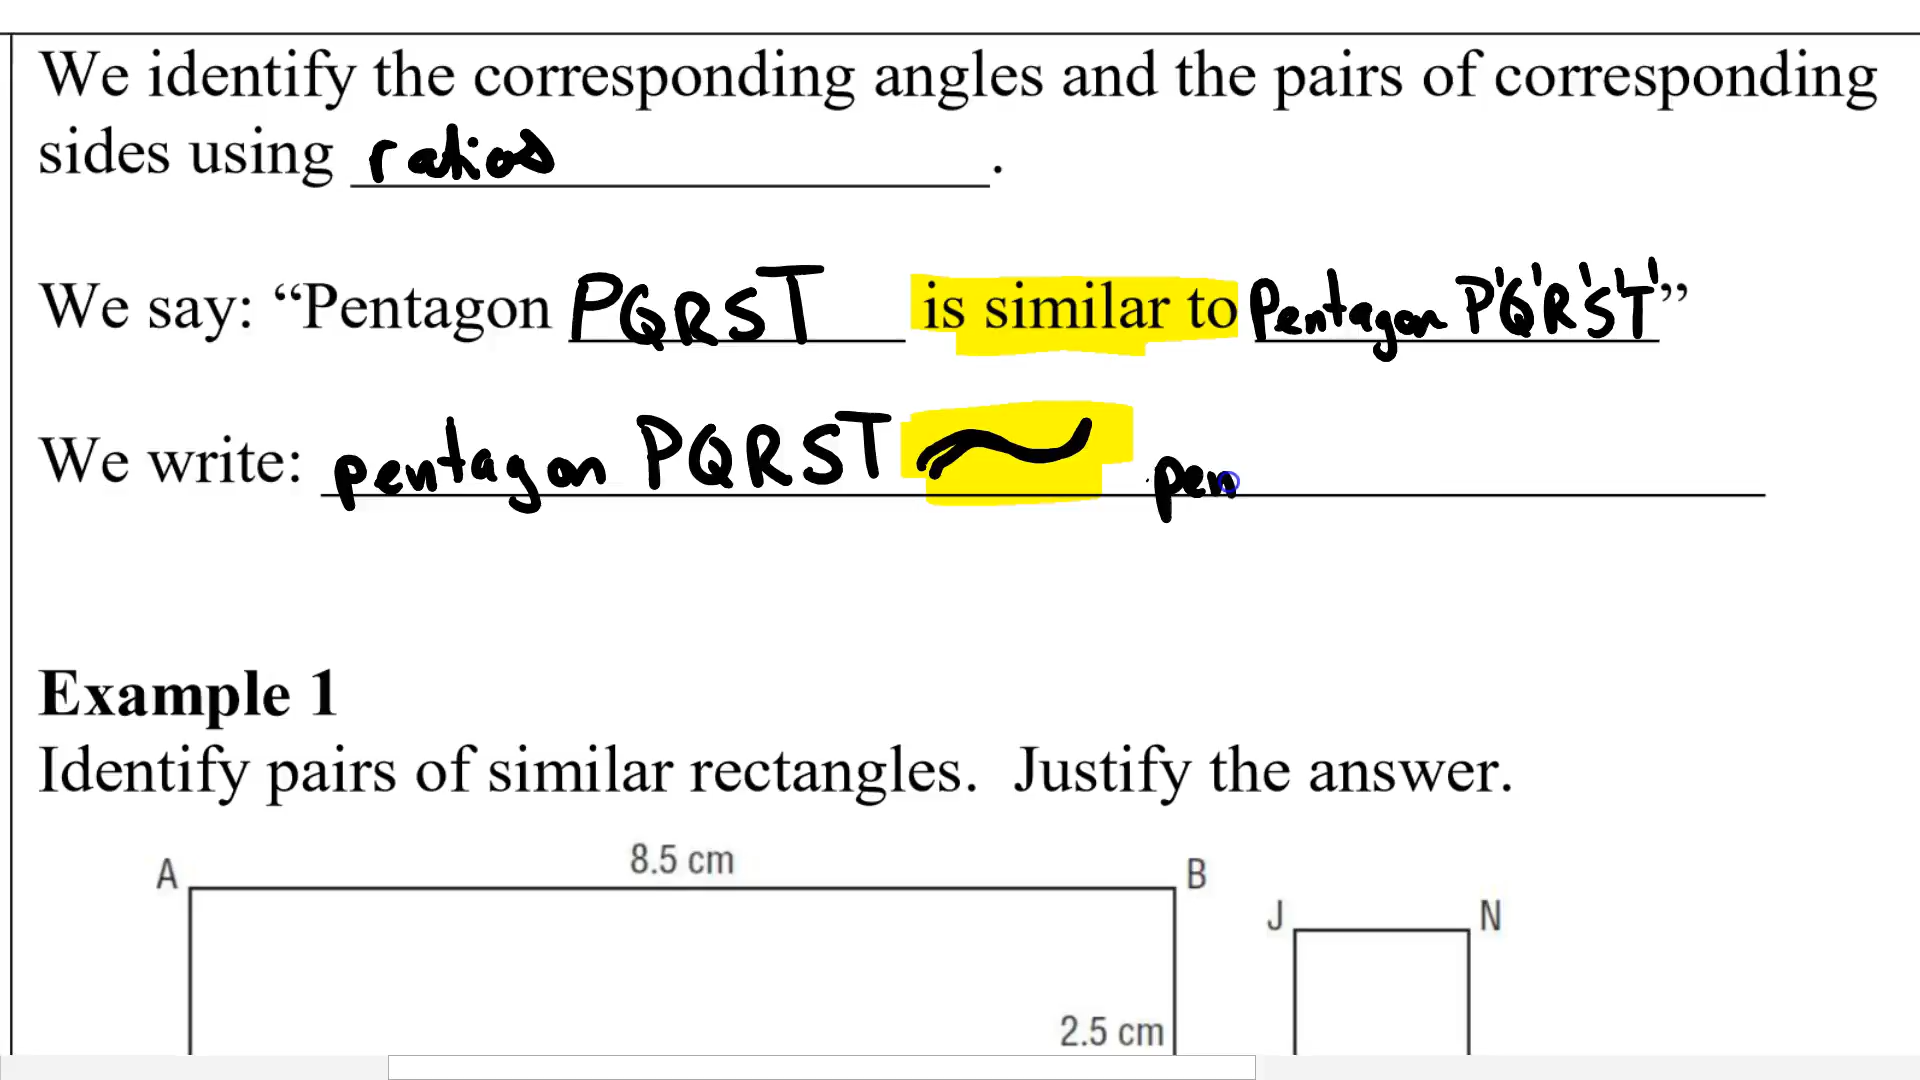 We identify the corresponding angles and the pairs of corresponding
sides using ratios.
We say: “Pentagon PQRST is similar to Pentagon P'Q'R'S'T'”
We write: pentagon PQRST ~ pen
Example 1
Identify pairs of similar rectangles. Justify the answer.
A 8.5 cm B
J N
2.5 cm